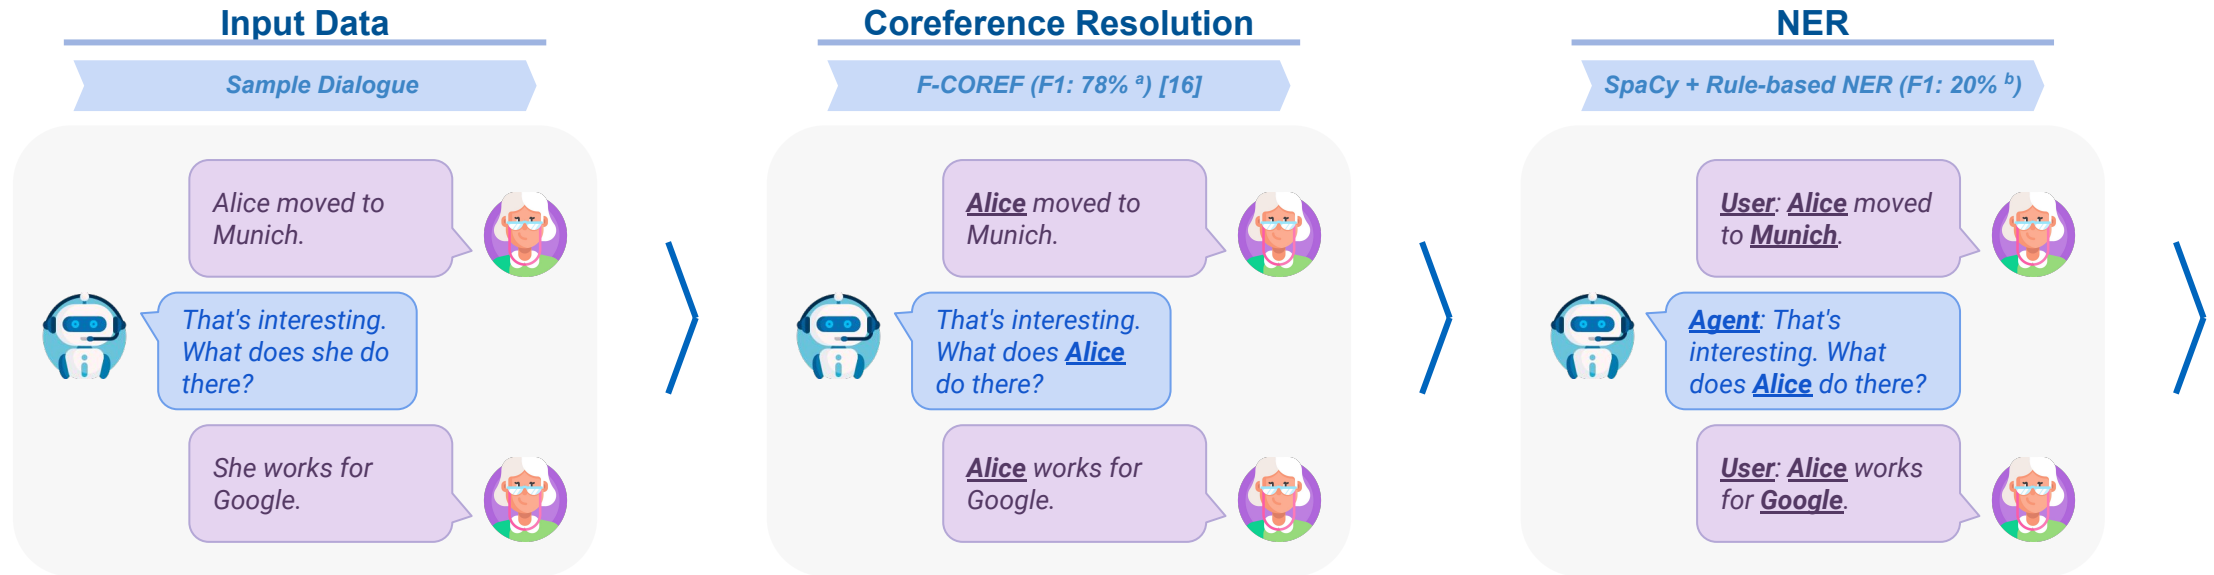 Input Data
Sample Dialogue
Alice moved to
Munich.
That's interesting.
What does she do
there?
She works for
Google.
Coreference Resolution
F-COREF (F1: 78% a) [16]
Alice moved to
Munich.
That's interesting.
What does Alice
do there?
Alice works for
Google.
NER
SpaCy + Rule-based NER (F1: 20% b)
User: Alice moved
to Munich.
Agent: That's
interesting. What
does Alice do there?
User: Alice works
for Google.